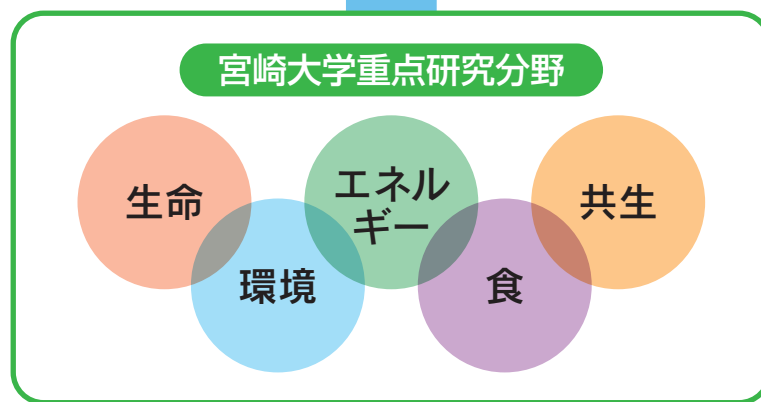 宮崎大学重点研究分野
生命
環境
エネル
ギー
食
共生